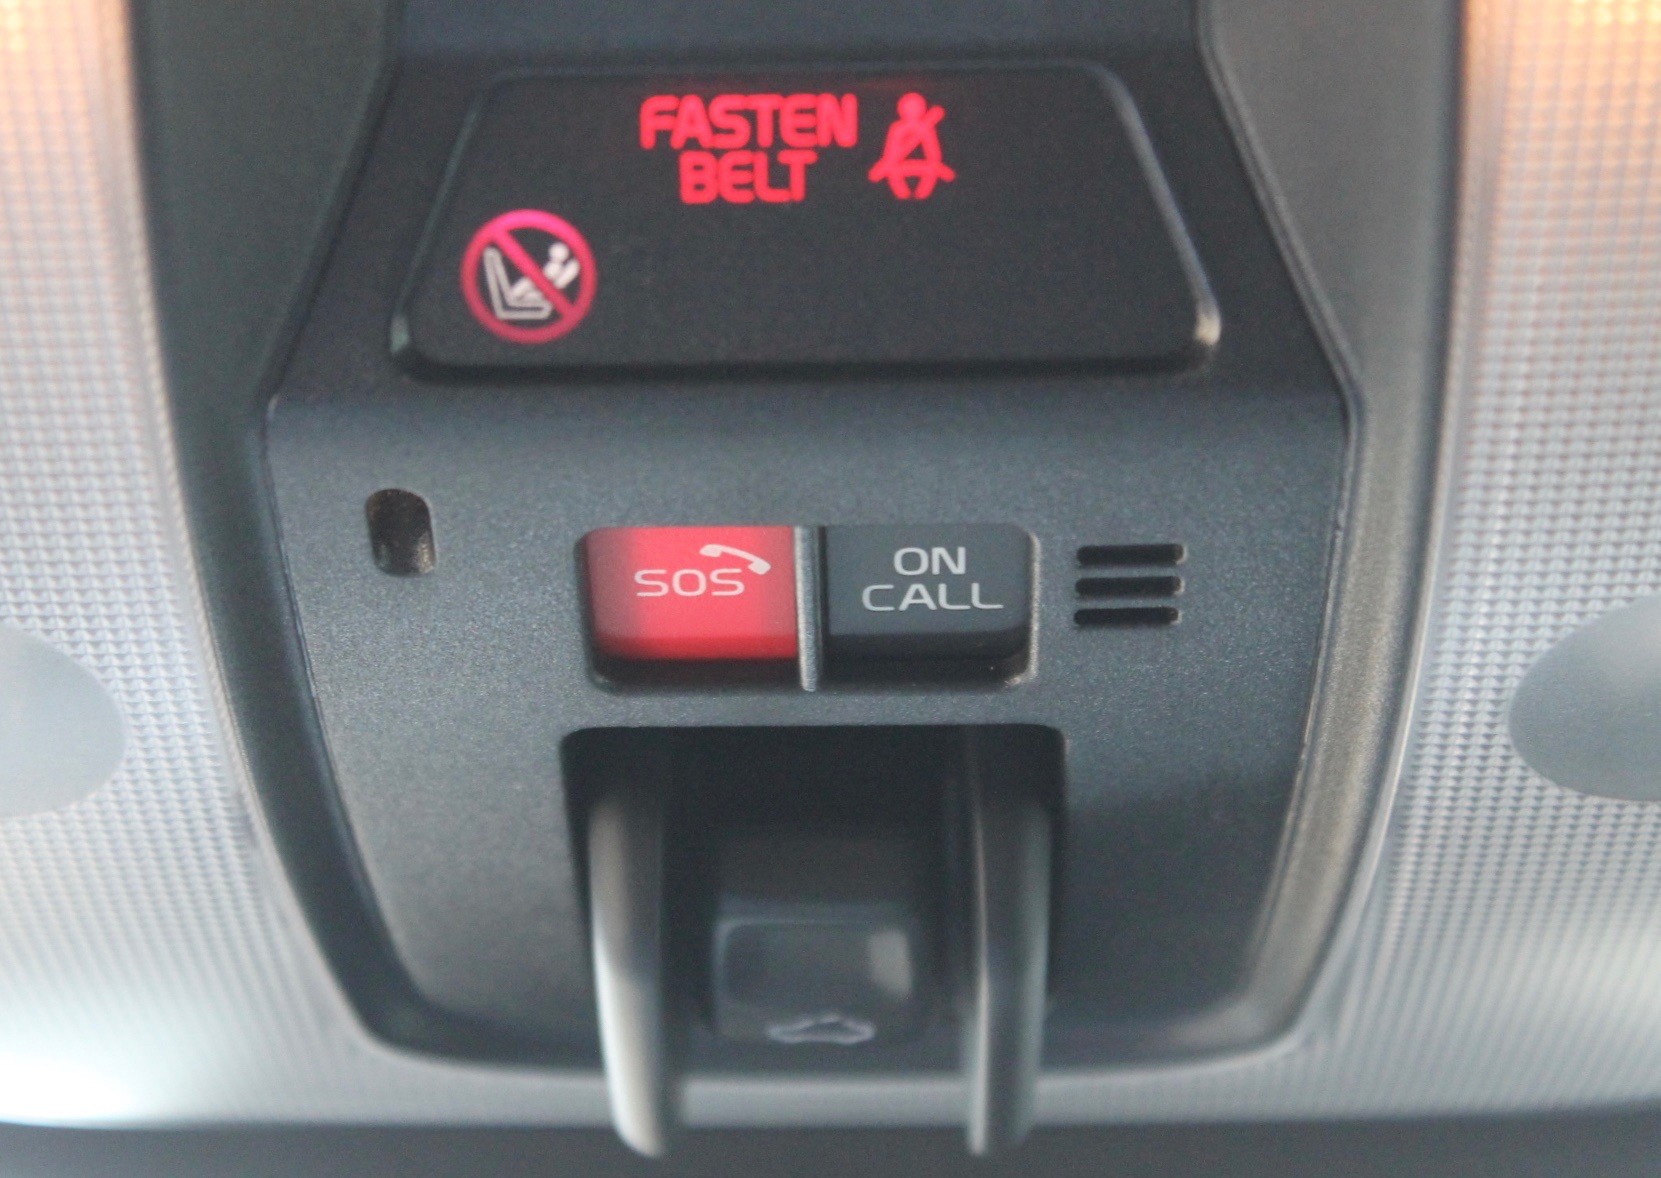 FASTEN
BELT
SOS
ON
CALL